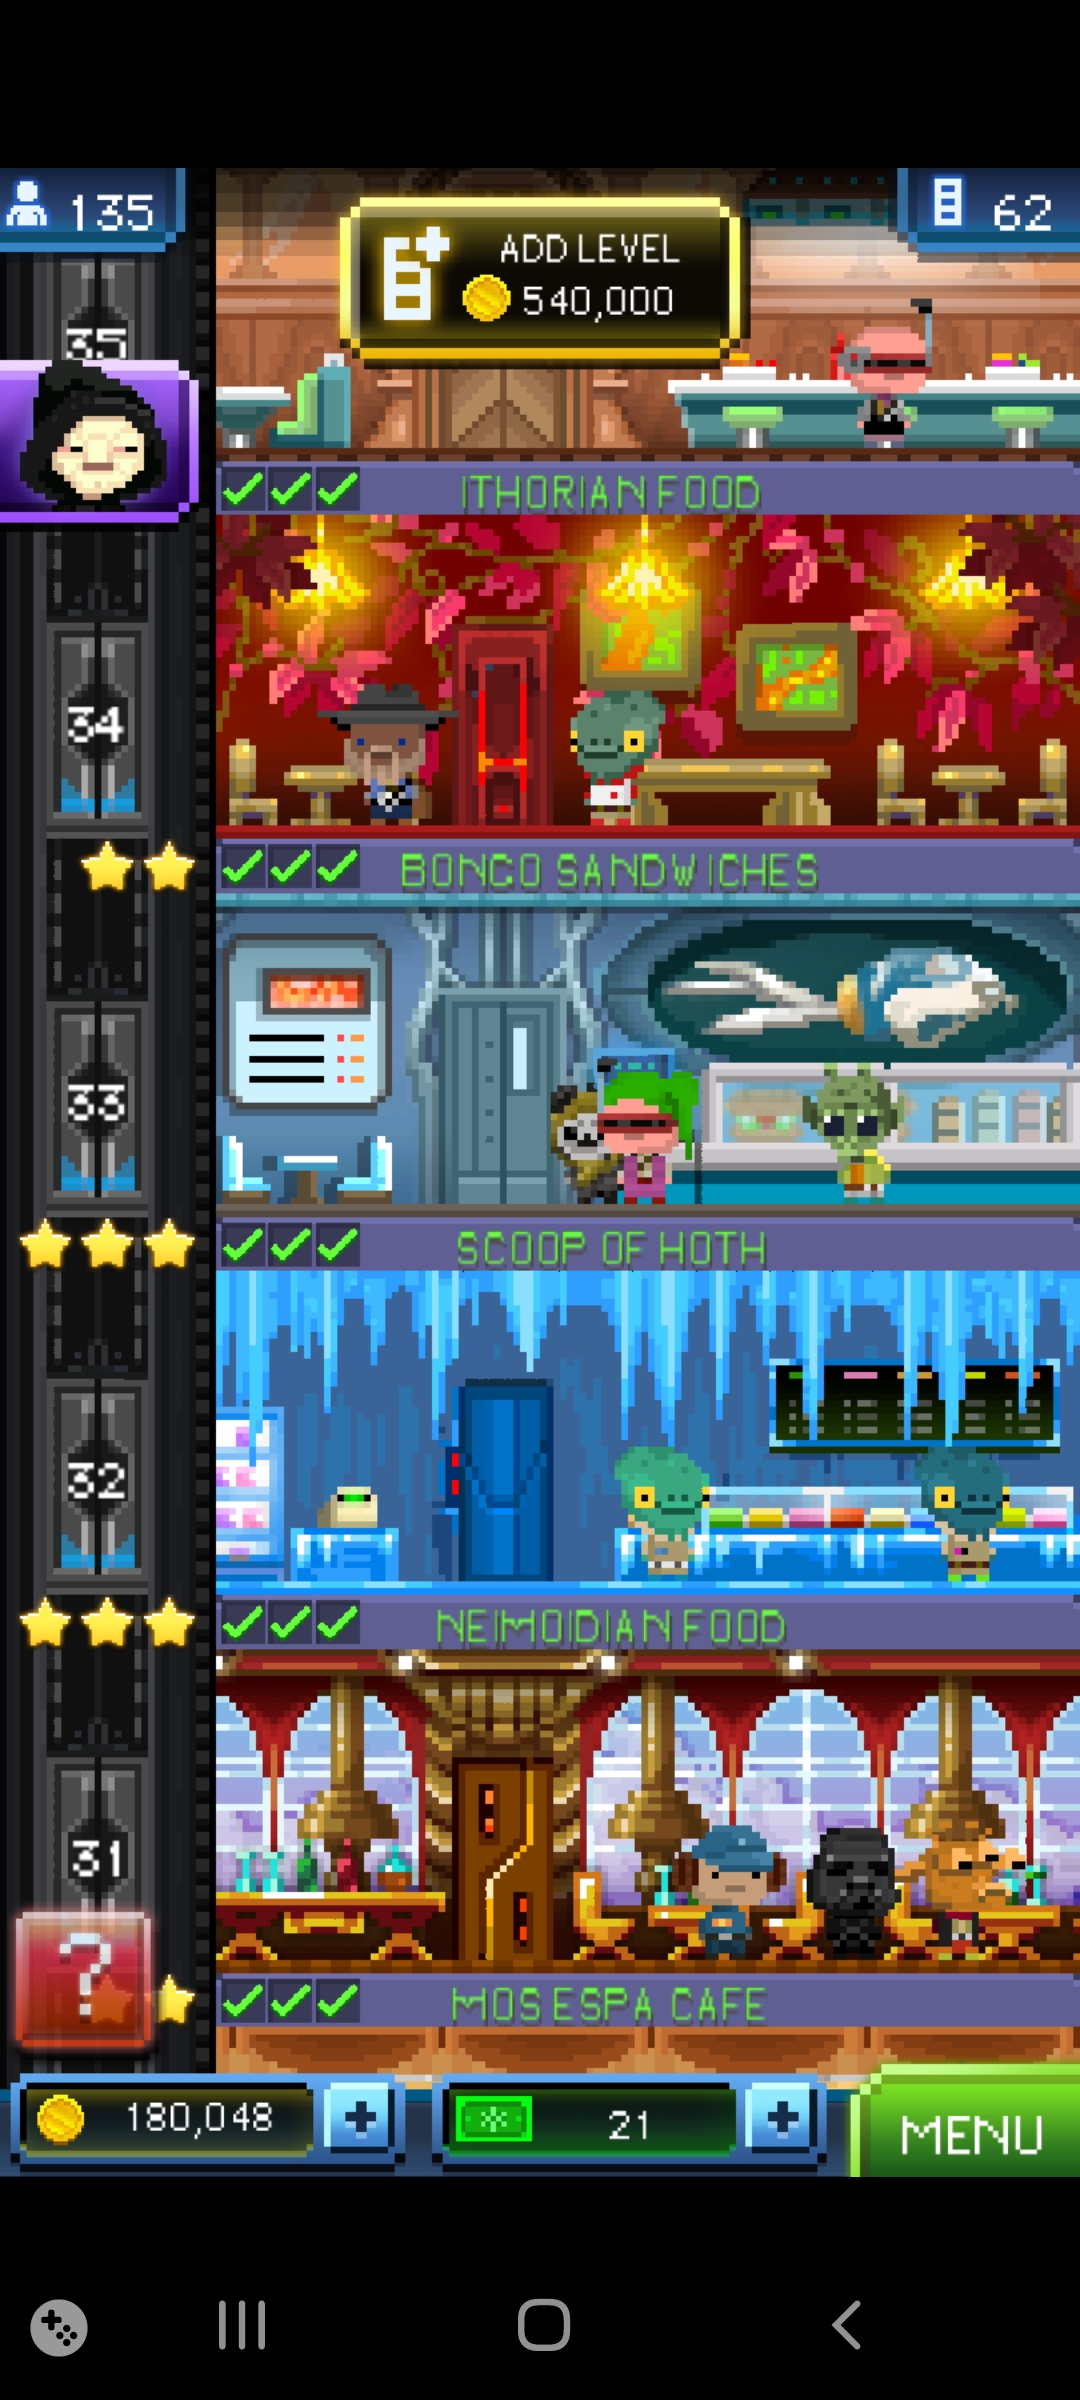 135
62
ADD LEVEL
540,000
35
ITHORIAN FOOD
34
BONGO SANDWICHES
33
SCOOP OF HOTH
32
NEIMOIDIAN FOOD
31
?
MOS ESPA CAFE
180,048
21
MENU